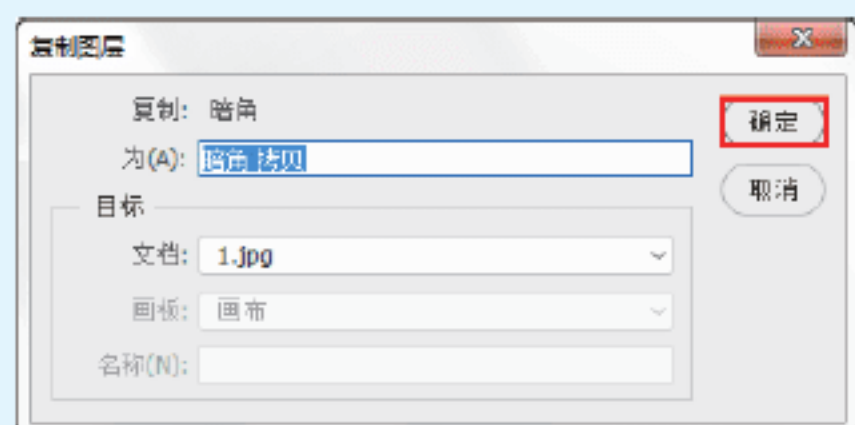 复制图层
复制: 暗角
确定
为(A): 暗角 拷贝
取消
目标
文档: 1.jpg
画板: 画布
名称(N):